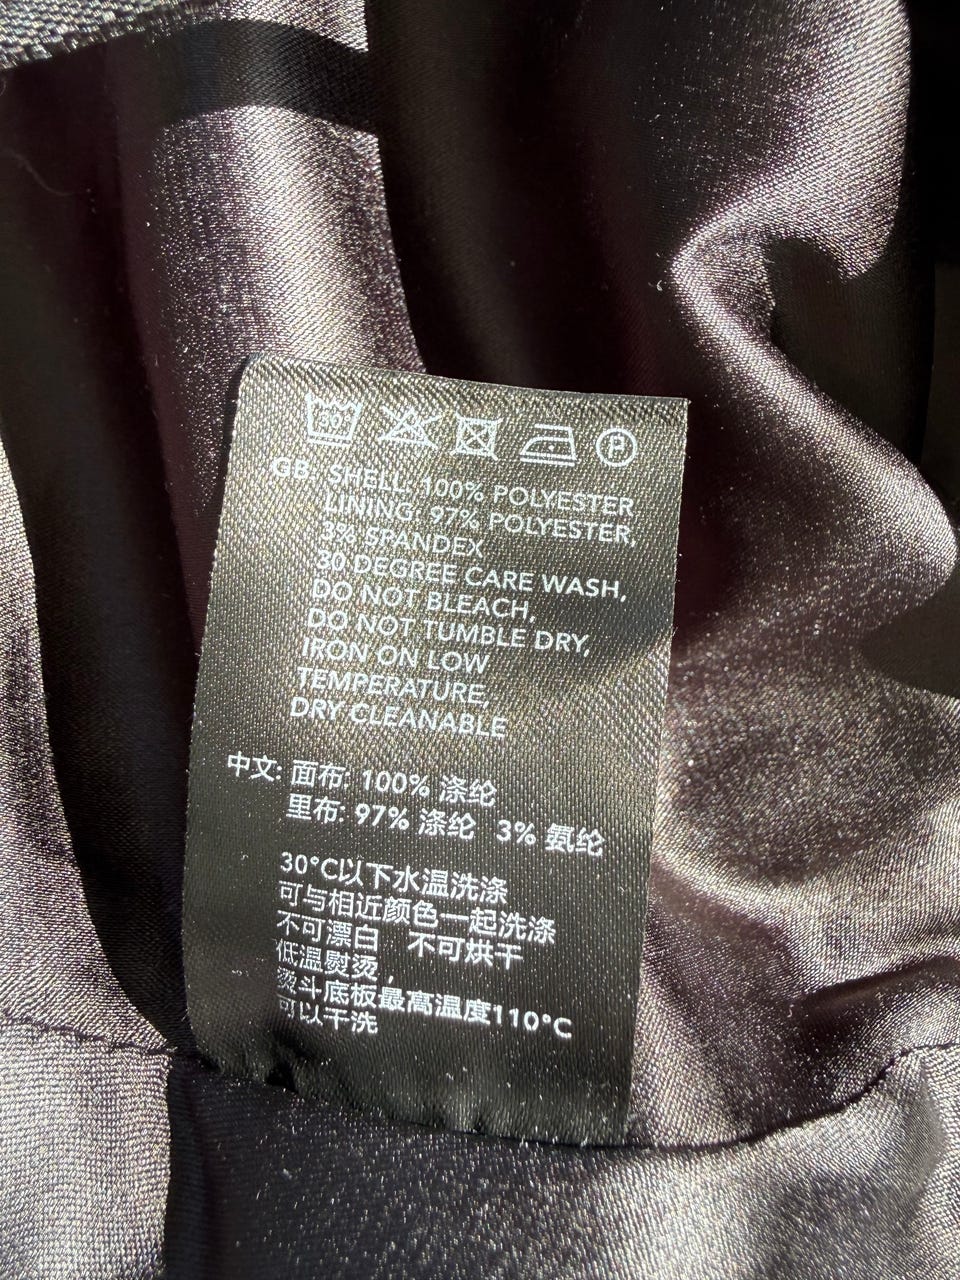 30
P
GB: SHELL: 100% POLYESTER
LINING: 97% POLYESTER,
3% SPANDEX
30 DEGREE CARE WASH,
DO NOT BLEACH,
DO NOT TUMBLE DRY,
IRON ON LOW
TEMPERATURE,
DRY CLEANABLE
中文: 面布: 100% 涤纶
里布: 97% 涤纶 3% 氨纶
30°C以下水温洗涤
可与相近颜色一起洗涤
不可漂白 不可烘干
低温熨烫,
熨斗底板最高温度110°C
可以干洗